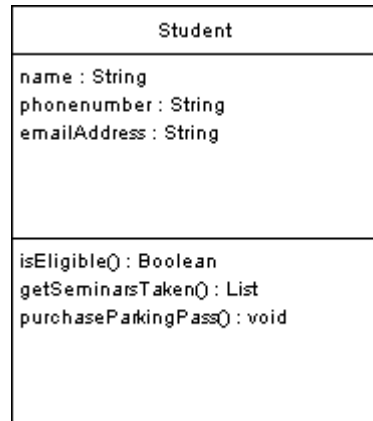 Student
name : String
phonenumber : String
emailAddress : String
isEligible() : Boolean
getSeminarsTaken() : List
purchaseParkingPass() : void